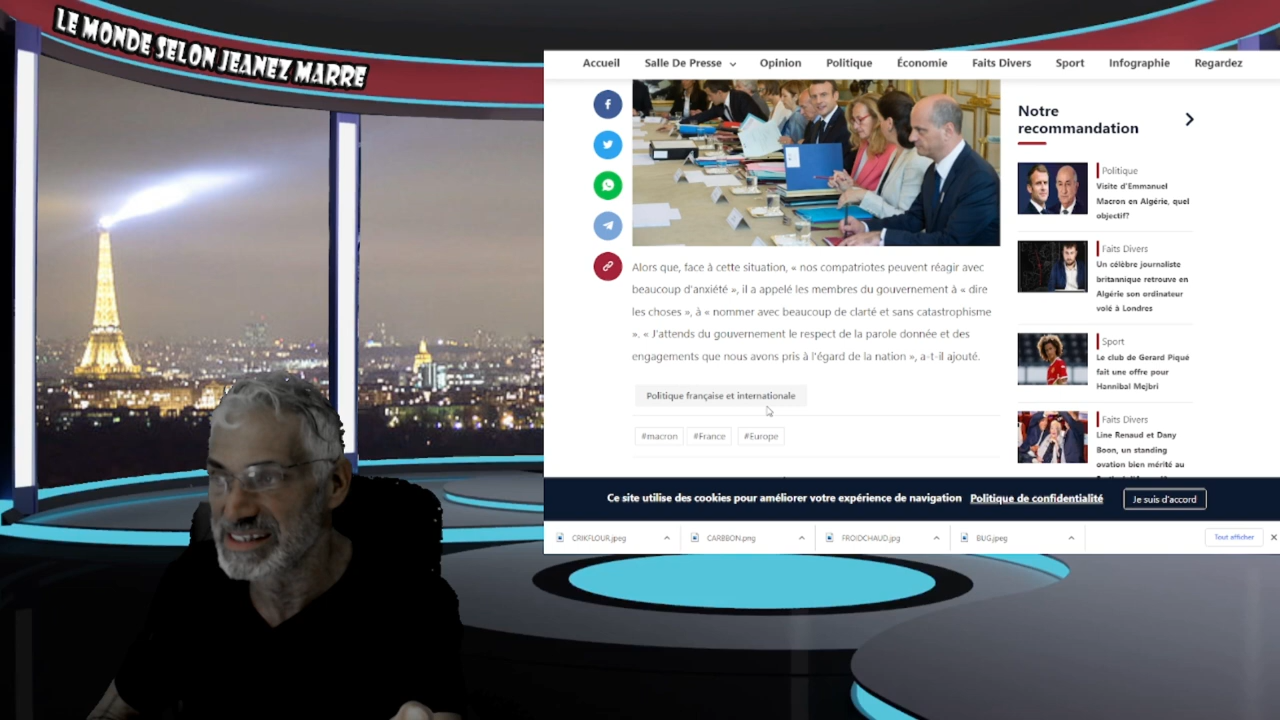 LE MONDE SELON JEANEZ MARRE
Accueil Salle De Presse Opinion Politique Économie Faits Divers Sport Infographie Regardez
Alors que, face à cette situation, « nos compatriotes peuvent réagir avec
beaucoup d'anxiété », il a appelé les membres du gouvernement à « dire
les choses », à « nommer avec beaucoup de clarté et sans catastrophisme
». « J'attends du gouvernement le respect de la parole donnée et des
engagements que nous avons pris à l'égard de la nation », a-t-il ajouté.
Politique française et internationale
#macron #France #Europe
Notre
recommandation
Politique
Visite d'Emmanuel
Macron en Algérie, quel
objectif?
Faits Divers
Un célèbre journaliste
britannique retrouve en
Algérie son ordinateur
volé à Londres
Sport
Le club de Gerard Piqué
fait une offre pour
Hannibal Mejbri
Faits Divers
Line Renaud et Dany
Boon, un standing
ovation bien mérité au
Ce site utilise des cookies pour améliorer votre expérience de navigation Politique de confidentialité Je suis d'accord
CRIKFLOUR.jpeg CARBBON.png FROIDCHAUD.jpg BUG.jpeg Tout afficher